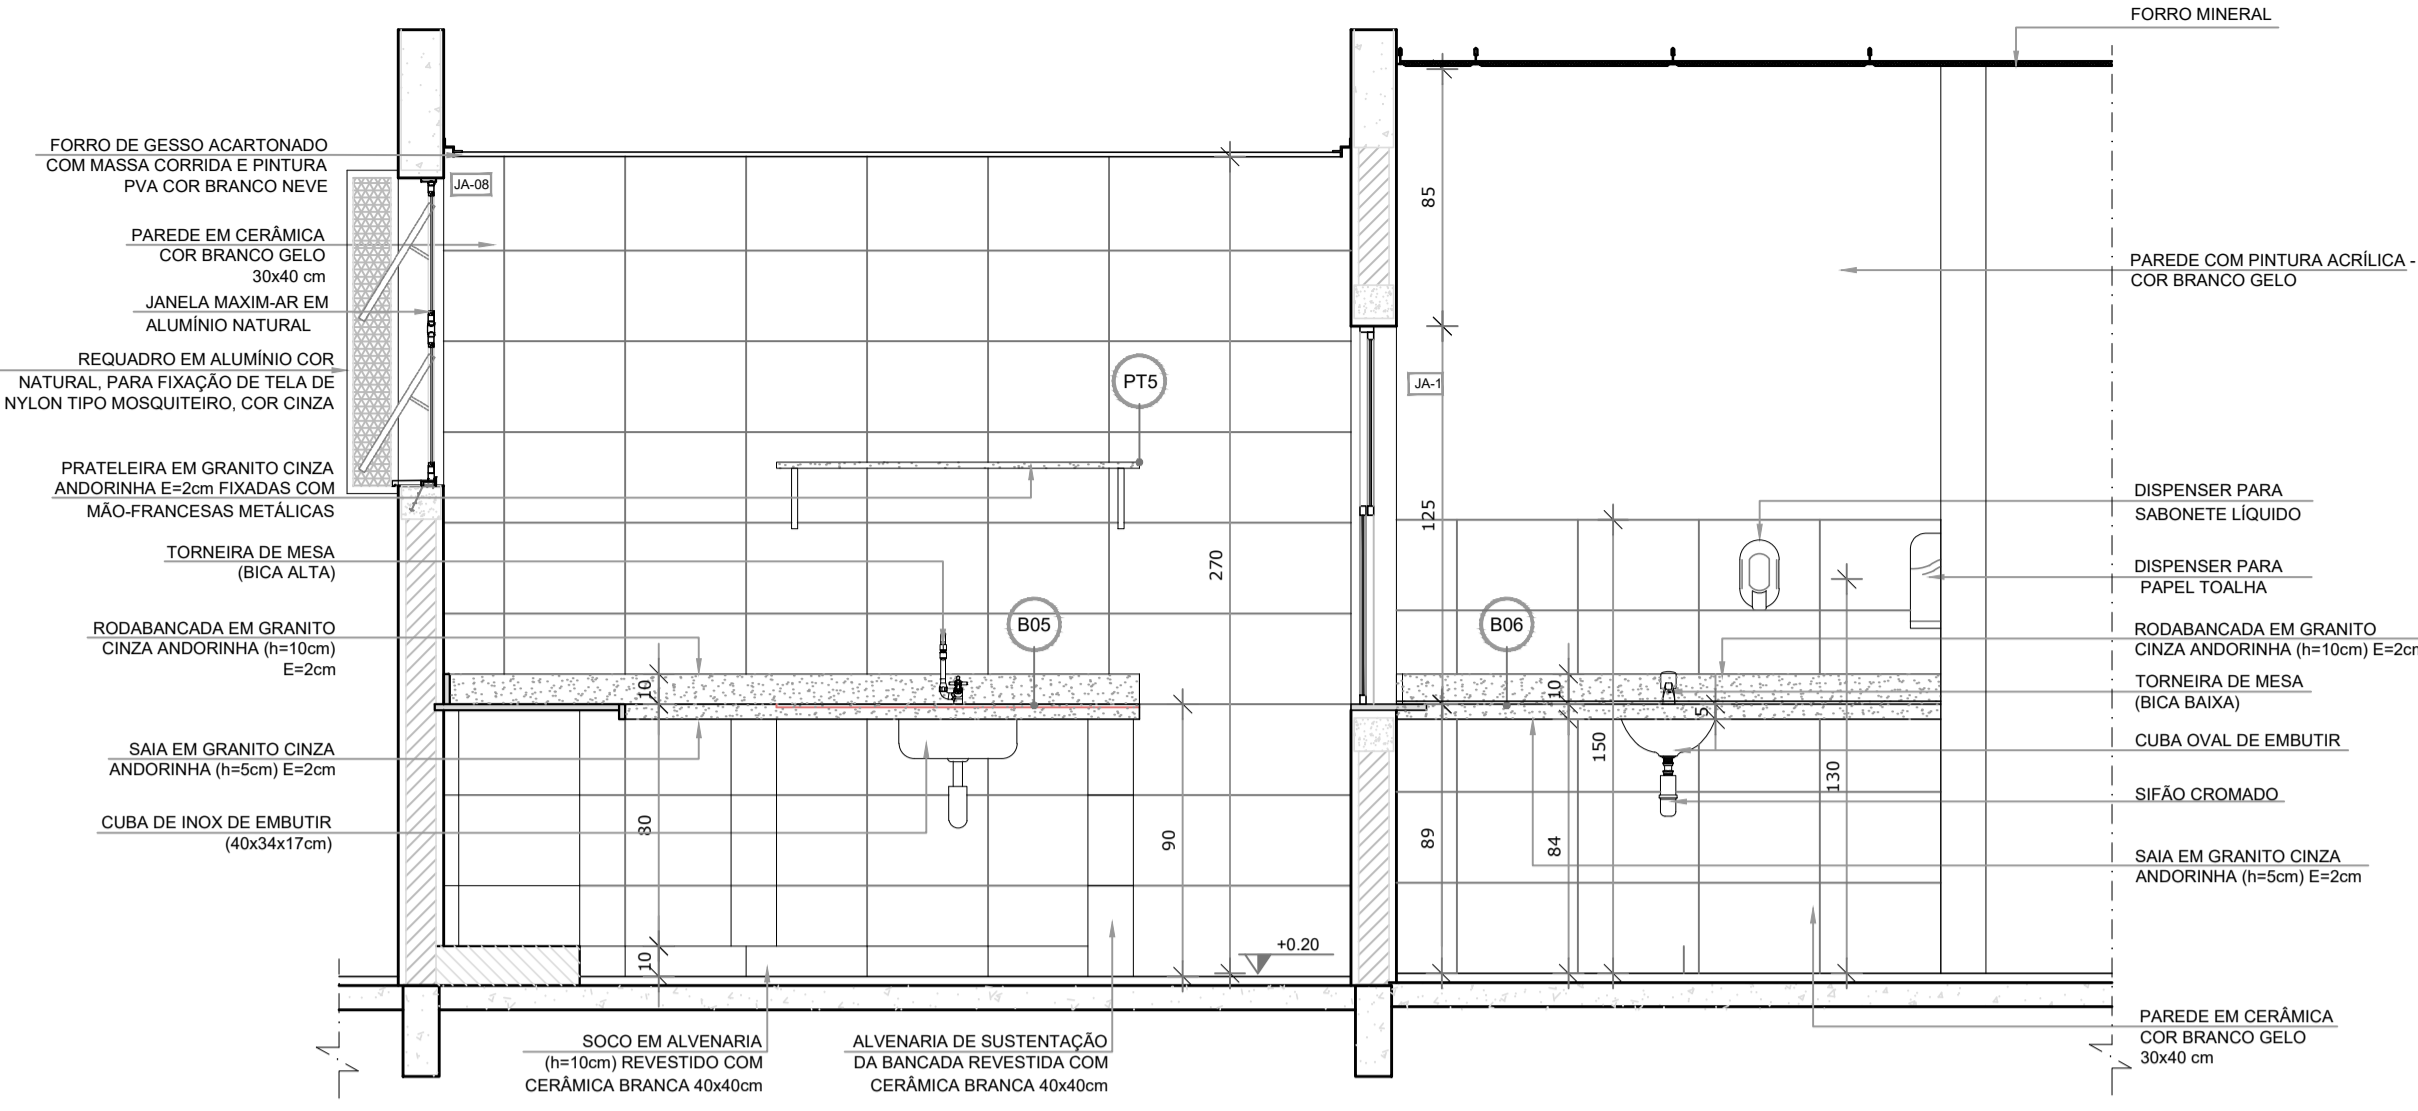 FORRO MINERAL
FORRO DE GESSO ACARTONADO
COM MASSA CORRIDA E PINTURA
PVA COR BRANCO NEVE
JA-08
PAREDE EM CERÂMICA
COR BRANCO GELO
30x40 cm
JANELA MAXIM-AR EM
ALUMÍNIO NATURAL
REQUADRO EM ALUMÍNIO COR
NATURAL, PARA FIXAÇÃO DE TELA DE
NYLON TIPO MOSQUITEIRO, COR CINZA
PRATELEIRA EM GRANITO CINZA
ANDORINHA E=2cm FIXADAS COM
MÃO-FRANCESAS METÁLICAS
TORNEIRA DE MESA
(BICA ALTA)
RODABANCADA EM GRANITO
CINZA ANDORINHA (h=10cm)
E=2cm
SAIA EM GRANITO CINZA
ANDORINHA (h=5cm) E=2cm
CUBA DE INOX DE EMBUTIR
(40x34x17cm)
PT5
B05
10
80
10
270
90
+0.20
SOCO EM ALVENARIA
(h=10cm) REVESTIDO COM
CERÂMICA BRANCA 40x40cm
ALVENARIA DE SUSTENTAÇÃO
DA BANCADA REVESTIDA COM
CERÂMICA BRANCA 40x40cm
85
JA-1
125
B06
10
5
150
130
89
84
PAREDE COM PINTURA ACRÍLICA -
COR BRANCO GELO
DISPENSER PARA
SABONETE LÍQUIDO
DISPENSER PARA
PAPEL TOALHA
RODABANCADA EM GRANITO
CINZA ANDORINHA (h=10cm) E=2cm
TORNEIRA DE MESA
(BICA BAIXA)
CUBA OVAL DE EMBUTIR
SIFÃO CROMADO
SAIA EM GRANITO CINZA
ANDORINHA (h=5cm) E=2cm
PAREDE EM CERÂMICA
COR BRANCO GELO
30x40 cm